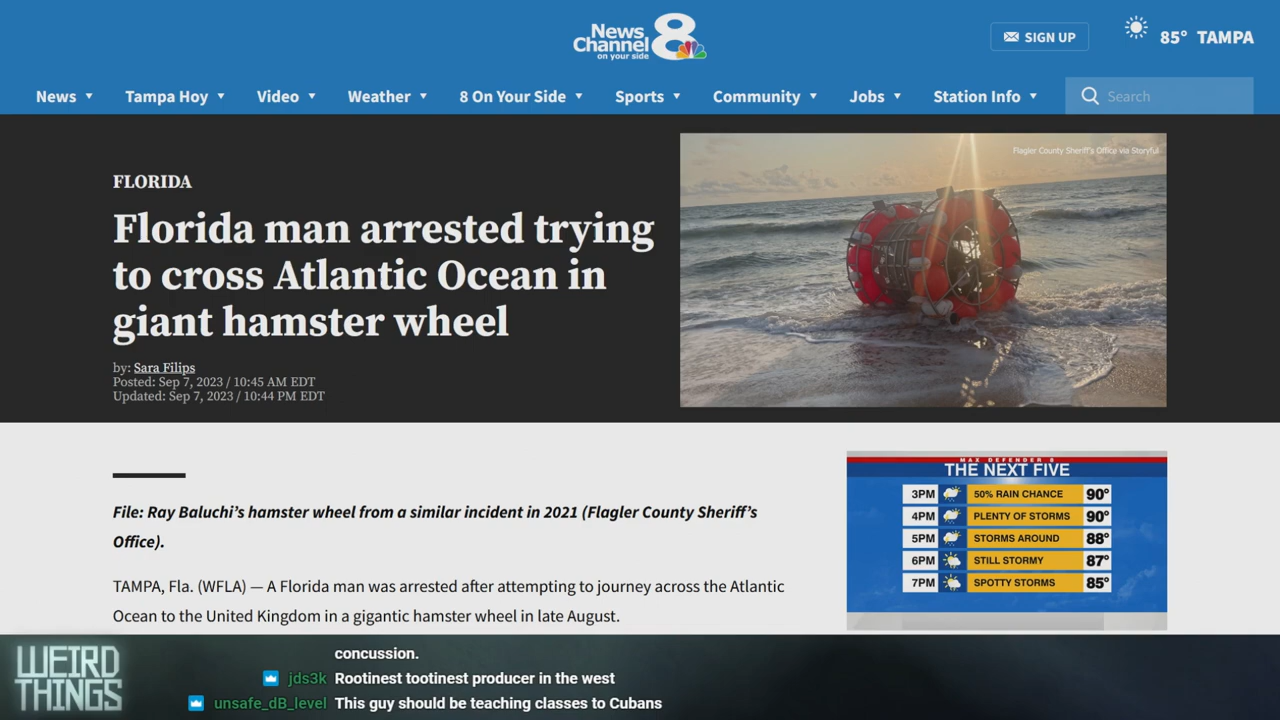 News
Channel 8
on your side
SIGN UP
85° TAMPA
News
Tampa Hoy
Video
Weather
8 On Your Side
Sports
Community
Jobs
Station Info
Search
FLORIDA
Florida man arrested trying
to cross Atlantic Ocean in
giant hamster wheel
by: Sara Filips
Posted: Sep 7, 2023 / 10:45 AM EDT
Updated: Sep 7, 2023 / 10:44 PM EDT
Flagler County Sheriff's Office via Storyful
File: Ray Baluchi's hamster wheel from a similar incident in 2021 (Flagler County Sheriff's
Office).
TAMPA, Fla. (WFLA) — A Florida man was arrested after attempting to journey across the Atlantic
Ocean to the United Kingdom in a gigantic hamster wheel in late August.
MAX DEFENDER 8
THE NEXT FIVE
3PM 50% RAIN CHANCE 90°
4PM PLENTY OF STORMS 90°
5PM STORMS AROUND 88°
6PM STILL STORMY 87°
7PM SPOTTY STORMS 85°
WEIRD
THINGS
concussion.
jds3k Rootinest tootinest producer in the west
unsafe_dB_level This guy should be teaching classes to Cubans